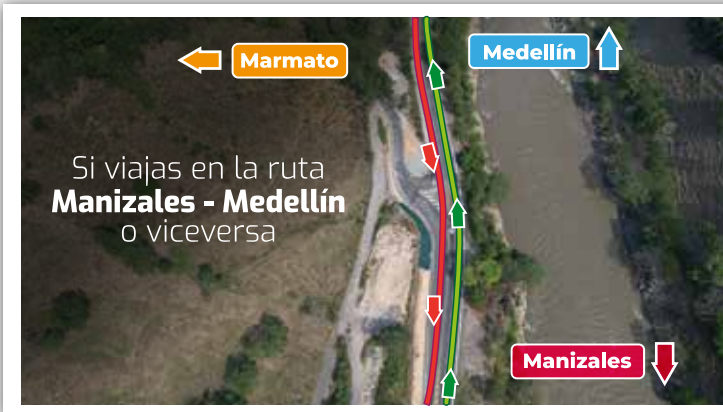 Marmato
Medellín
Si viajas en la ruta
Manizales - Medellín
o viceversa
Manizales